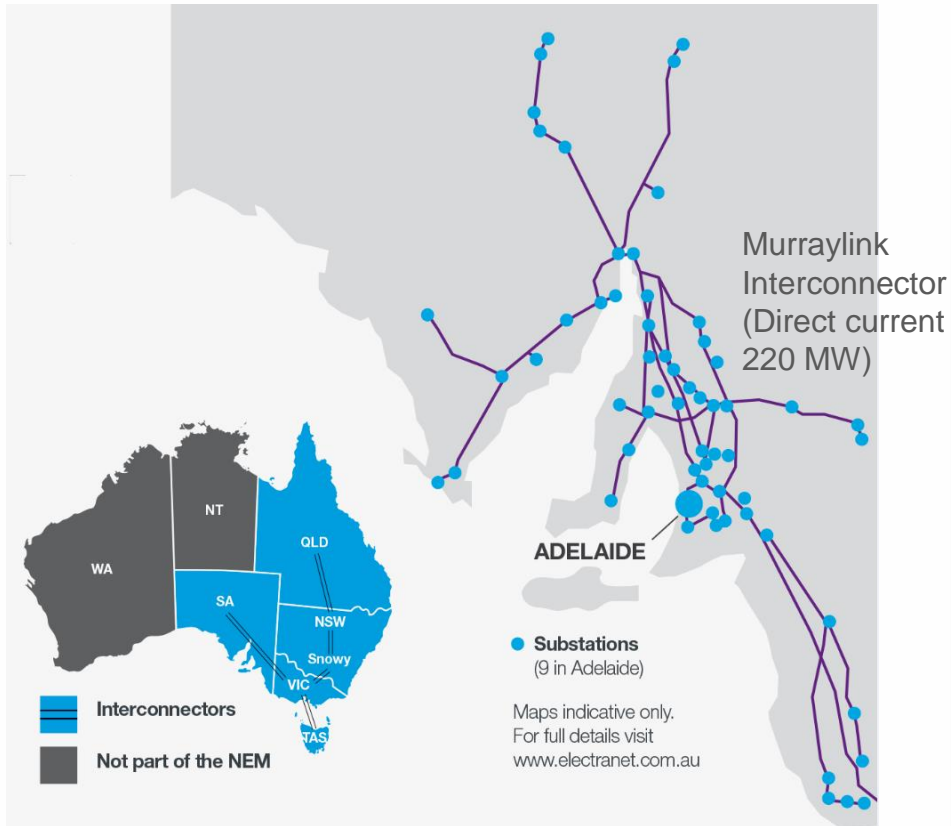 Murraylink
Interconnector
(Direct current
220 MW)
ADELAIDE
Substations
(9 in Adelaide)
Maps indicative only.
For full details visit
www.electranet.com.au
WA
NT
QLD
SA
NSW
Snowy
VIC
TAS
Interconnectors
Not part of the NEM